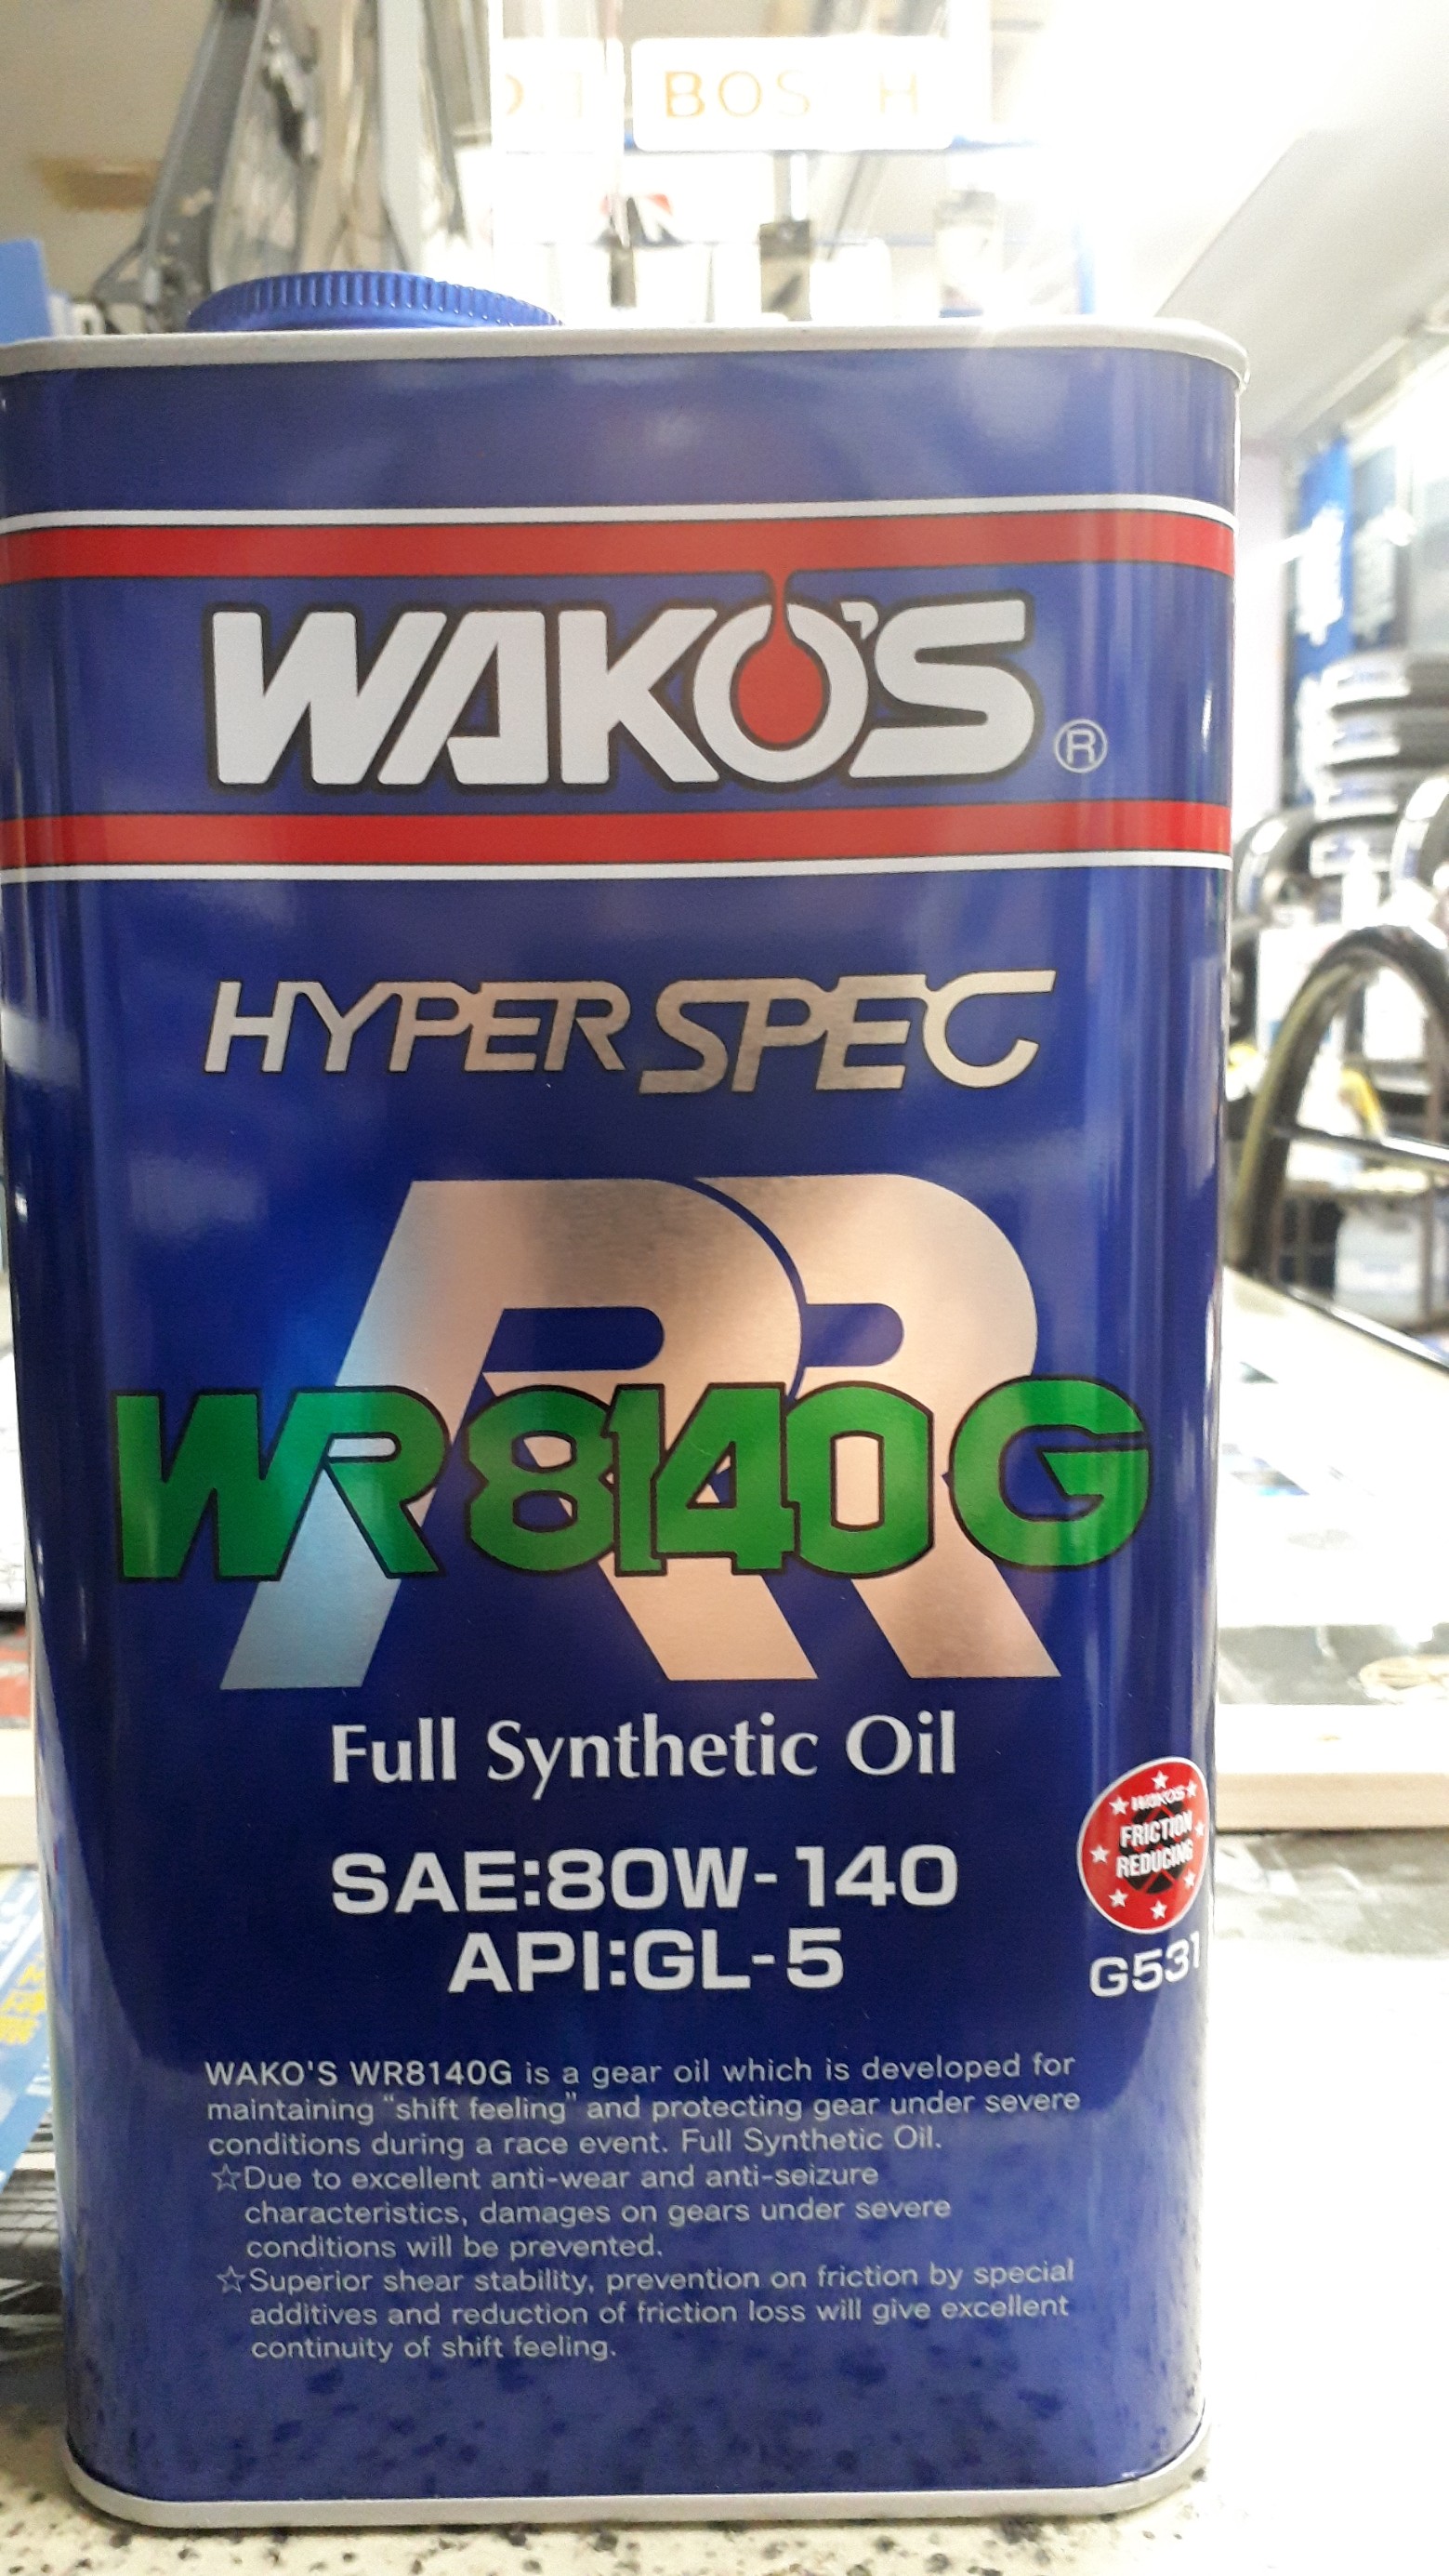 BOSCH
WAKO'S ®
HYPER SPEC
RR
WR8140G
Full Synthetic Oil
SAE:80W-140
API:GL-5
WAKO'S
FRICTION
REDUCING
G531
WAKO'S WR8140G is a gear oil which is developed for
maintaining "shift feeling" and protecting gear under severe
conditions during a race event. Full Synthetic Oil.
☆Due to excellent anti-wear and anti-seizure
characteristics, damages on gears under severe
conditions will be prevented.
☆Superior shear stability, prevention on friction by special
additives and reduction of friction loss will give excellent
continuity of shift feeling.